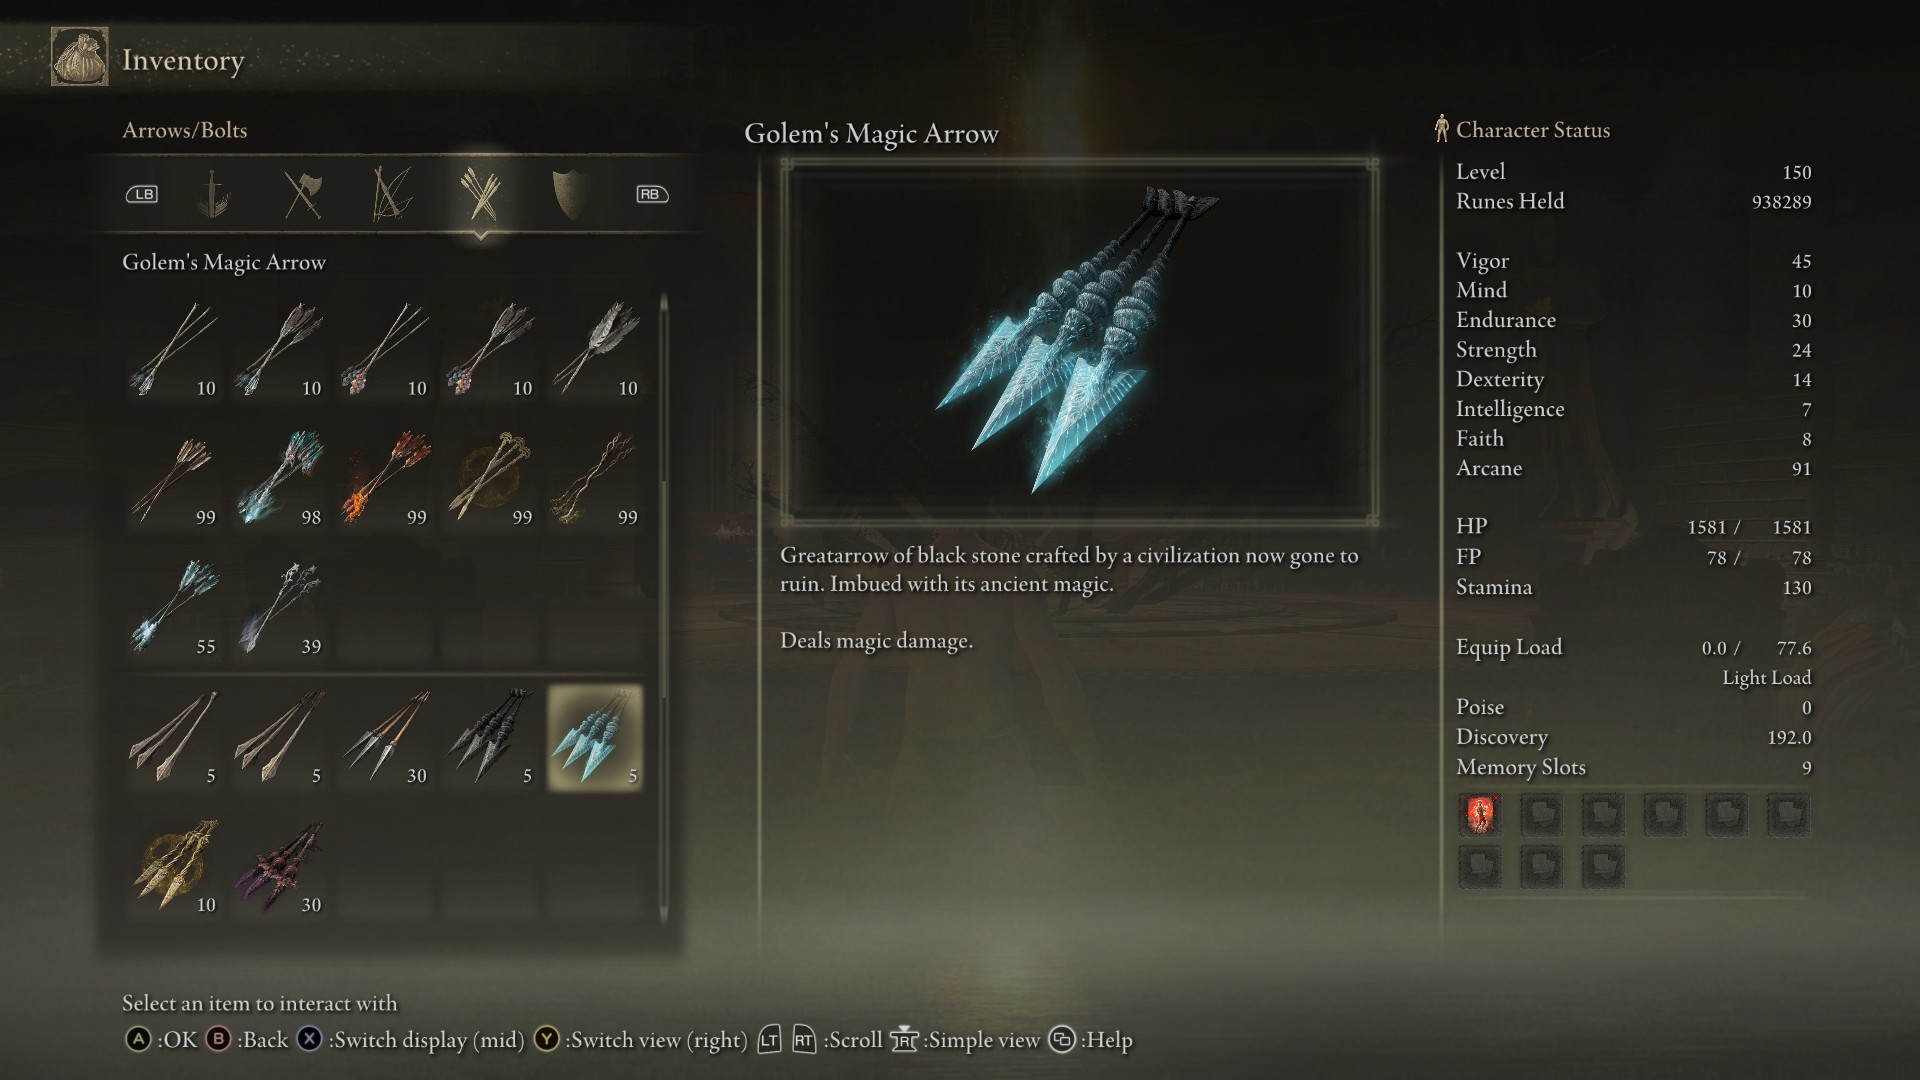 Inventory
Arrows/Bolts
LB
RB
Golem's Magic Arrow
10 10 10 10 10
99 98 99 99 99
55 39
5 5 30 5 5
10 30
Golem's Magic Arrow
Greatarrow of black stone crafted by a civilization now gone to
ruin. Imbued with its ancient magic.
Deals magic damage.
Character Status
Level 150
Runes Held 938289
Vigor 45
Mind 10
Endurance 30
Strength 24
Dexterity 14
Intelligence 7
Faith 8
Arcane 91
HP 1581 / 1581
FP 78 / 78
Stamina 130
Equip Load 0.0 / 77.6
Light Load
Poise 0
Discovery 192.0
Memory Slots 9
Select an item to interact with
A :OK B :Back X :Switch display (mid) Y :Switch view (right) LT RT :Scroll R :Simple view :Help